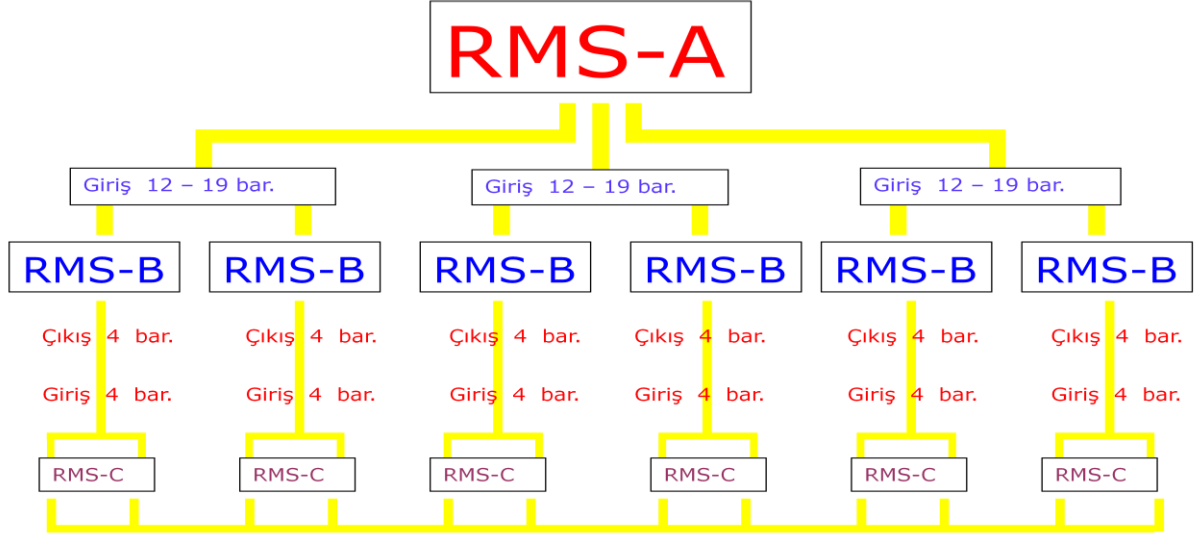 RMS-A
Giriş 12 – 19 bar. Giriş 12 – 19 bar. Giriş 12 – 19 bar.
RMS-B RMS-B RMS-B RMS-B RMS-B RMS-B
Çıkış 4 bar. Çıkış 4 bar. Çıkış 4 bar. Çıkış 4 bar. Çıkış 4 bar. Çıkış 4 bar.
Giriş 4 bar. Giriş 4 bar. Giriş 4 bar. Giriş 4 bar. Giriş 4 bar. Giriş 4 bar.
RMS-C RMS-C RMS-C RMS-C RMS-C RMS-C